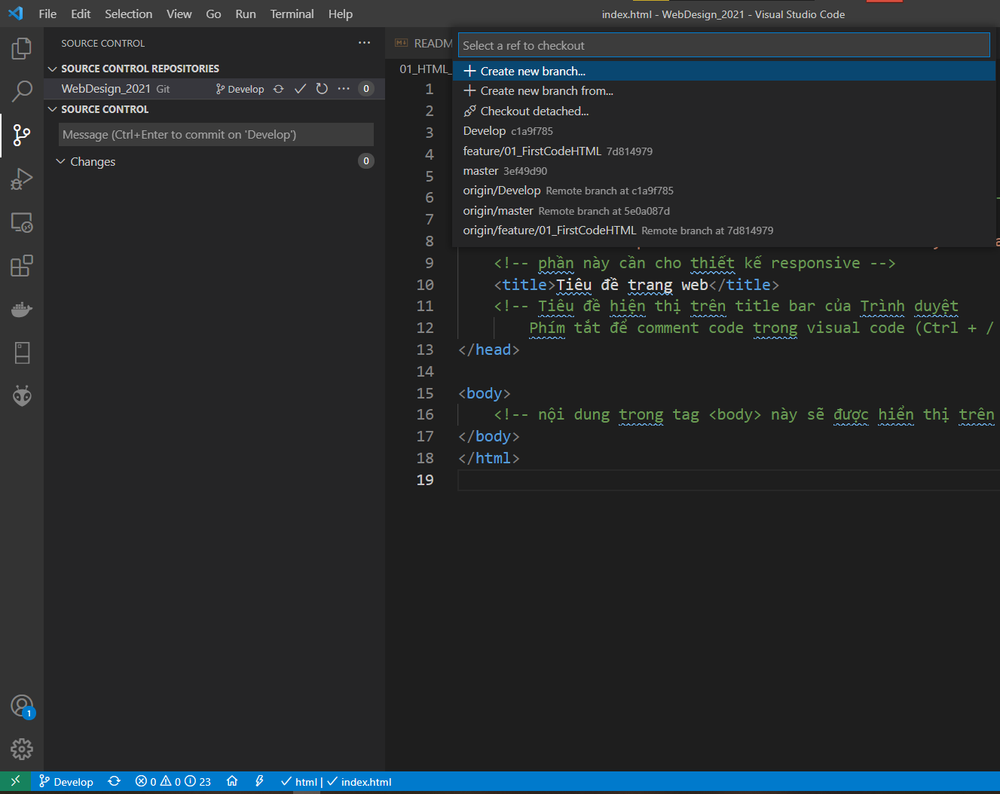 File Edit Selection View Go Run Terminal Help
index.html - WebDesign_2021 - Visual Studio Code
SOURCE CONTROL
SOURCE CONTROL REPOSITORIES
WebDesign_2021 Git Develop 0
SOURCE CONTROL
Message (Ctrl+Enter to commit on 'Develop')
Changes 0
READM
01_HTML_
Select a ref to checkout
Create new branch...
Create new branch from...
Checkout detached...
Develop c1a9f785
feature/01_FirstCodeHTML 7d814979
master 3ef49d90
origin/Develop Remote branch at c1a9f785
origin/master Remote branch at 5e0a087d
origin/feature/01_FirstCodeHTML Remote branch at 7d814979
1
2
3
4
5
6
7
8
9 <!-- phần này cần cho thiết kế responsive -->
10 <title>Tiêu đề trang web</title>
11 <!-- Tiêu đề hiện thị trên title bar của Trình duyệt
12 Phím tắt để comment code trong visual code (Ctrl + /
13 </head>
14
15 <body>
16 <!-- nội dung trong tag <body> này sẽ được hiển thị trên
17 </body>
18 </html>
19
1
Develop 0 0 23 html | index.html